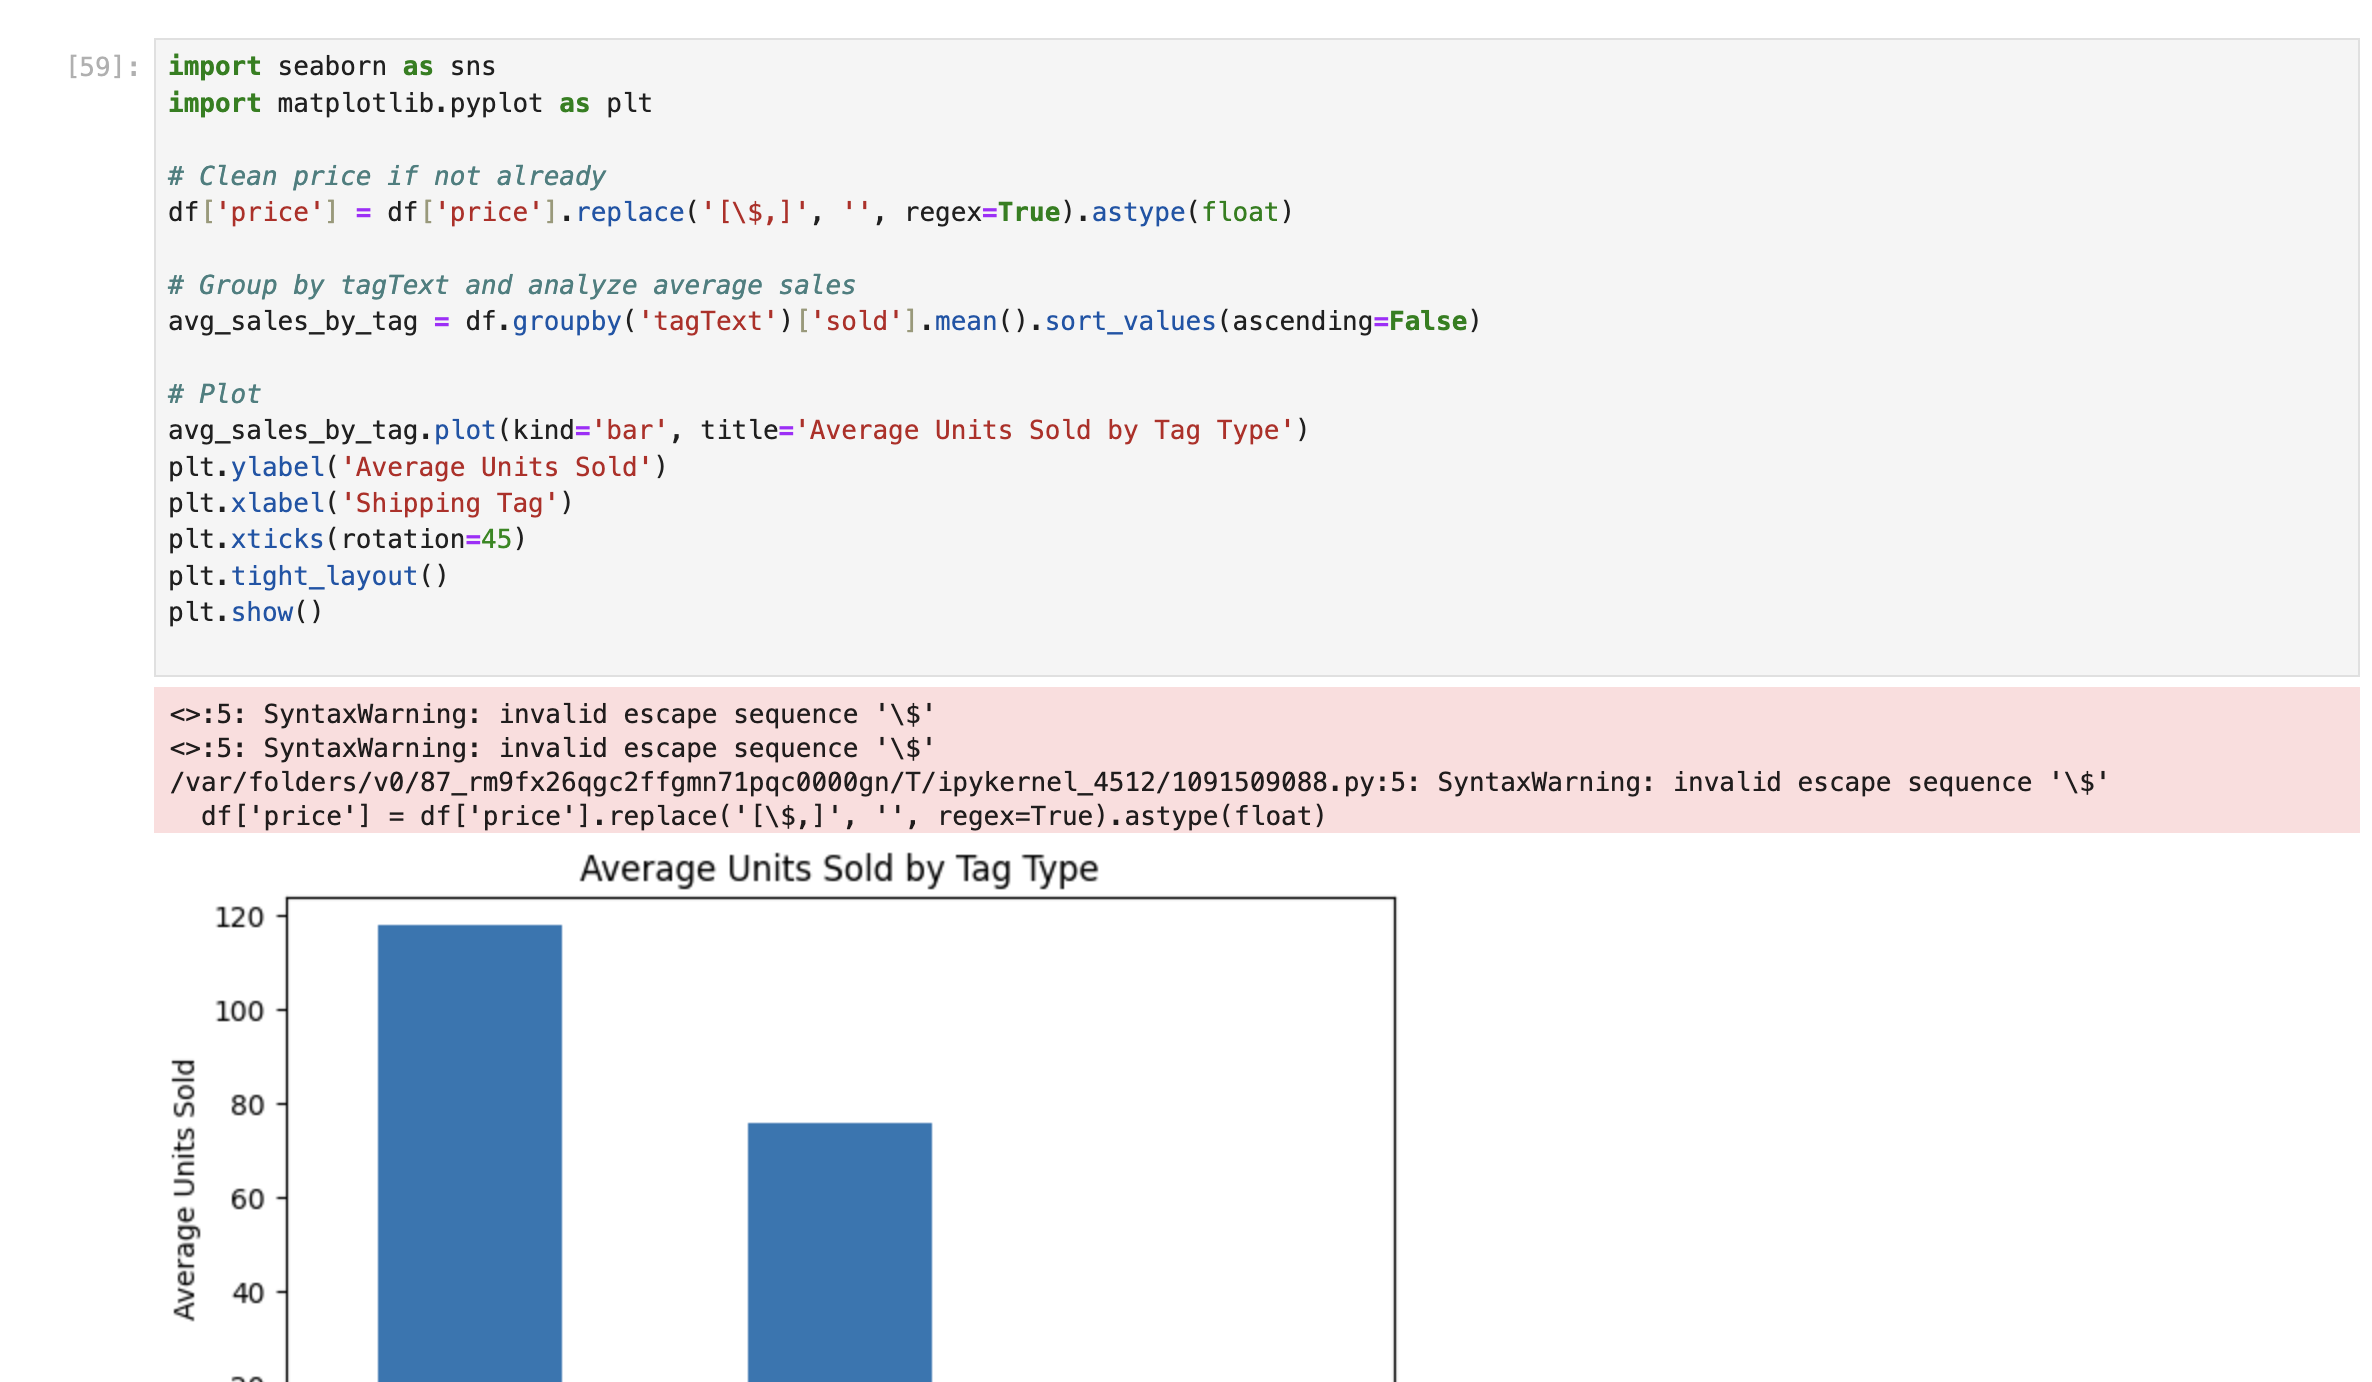 [59]:
import seaborn as sns
import matplotlib.pyplot as plt
# Clean price if not already
df['price'] = df['price'].replace('[\$,]', '', regex=True).astype(float)
# Group by tagText and analyze average sales
avg_sales_by_tag = df.groupby('tagText')['sold'].mean().sort_values(ascending=False)
# Plot
avg_sales_by_tag.plot(kind='bar', title='Average Units Sold by Tag Type')
plt.ylabel('Average Units Sold')
plt.xlabel('Shipping Tag')
plt.xticks(rotation=45)
plt.tight_layout()
plt.show()
<>:5: SyntaxWarning: invalid escape sequence '\$'
<>:5: SyntaxWarning: invalid escape sequence '\$'
/var/folders/v0/87_rm9fx26qgc2ffgmn71pqc0000gn/T/ipykernel_4512/1091509088.py:5: SyntaxWarning: invalid escape sequence '\$'
  df['price'] = df['price'].replace('[\$,]', '', regex=True).astype(float)
Average Units Sold by Tag Type
120
100
80
60
40
Average Units Sold